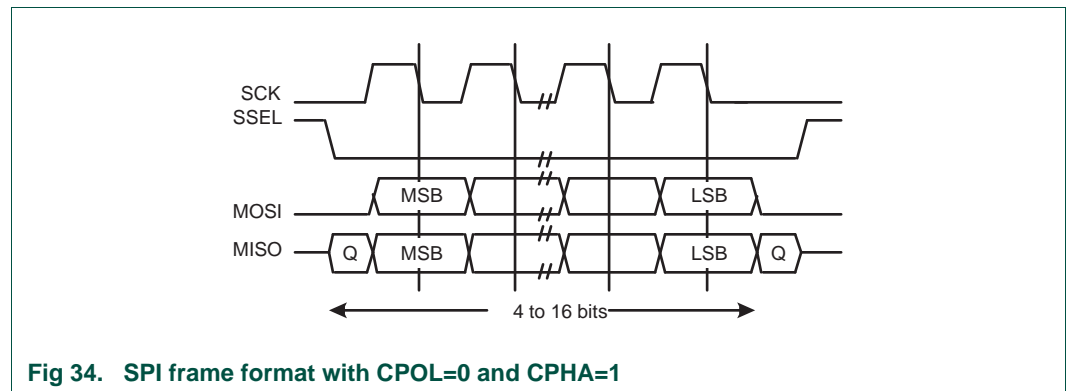 SCK
SSEL
MOSI
MSB
LSB
MISO
Q
MSB
LSB
Q
4 to 16 bits
Fig 34. SPI frame format with CPOL=0 and CPHA=1